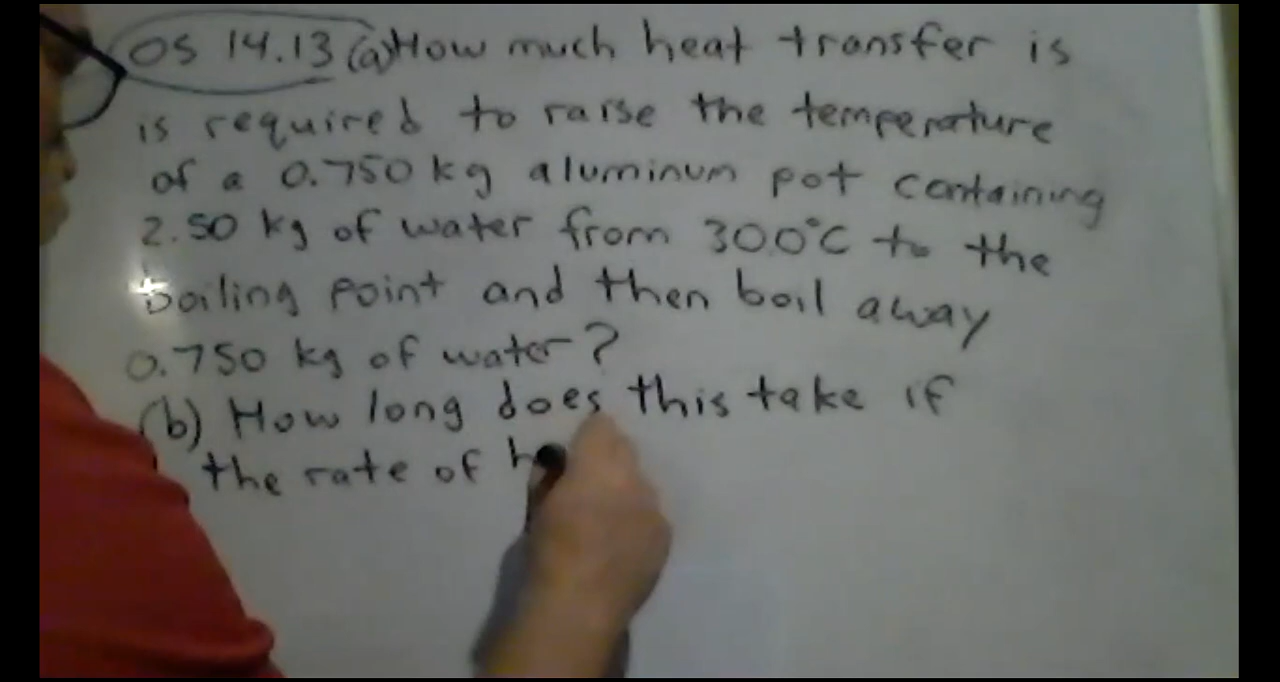 OS 14.13 (a) How much heat transfer is
is required to raise the temperature
of a 0.750 kg aluminum pot containing
2.50 kg of water from 30.0°C to the
boiling point and then boil away
0.750 kg of water?
(b) How long does this take if
the rate of h